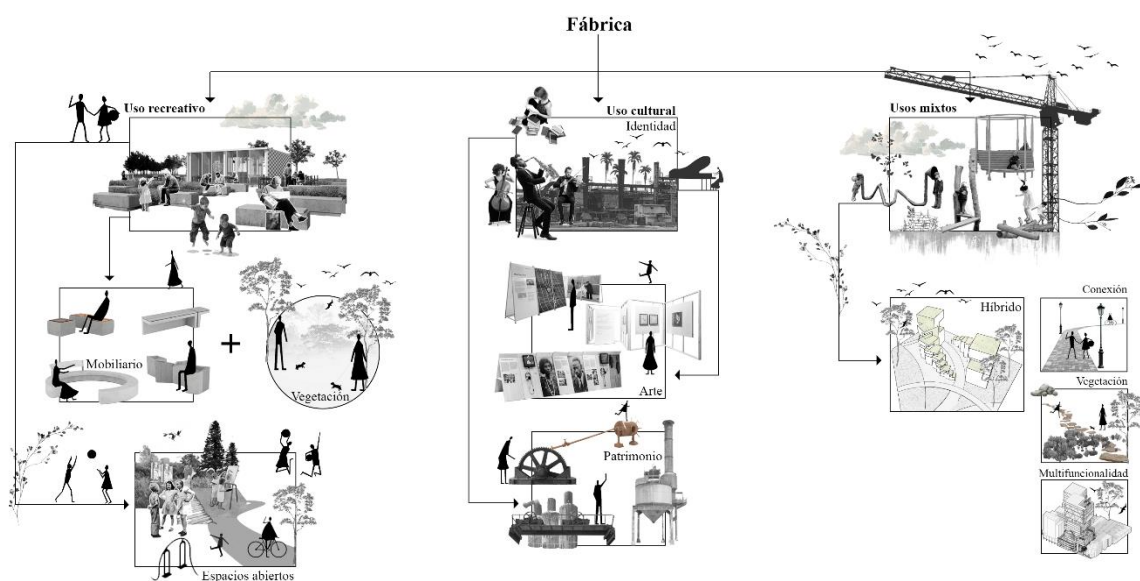 Fábrica
Uso recreativo
Uso cultural
Identidad
Usos mixtos
Mobiliario
+
Vegetación
Espacios abiertos
Arte
Patrimonio
Híbrido
Conexión
Vegetación
Multifuncionalidad